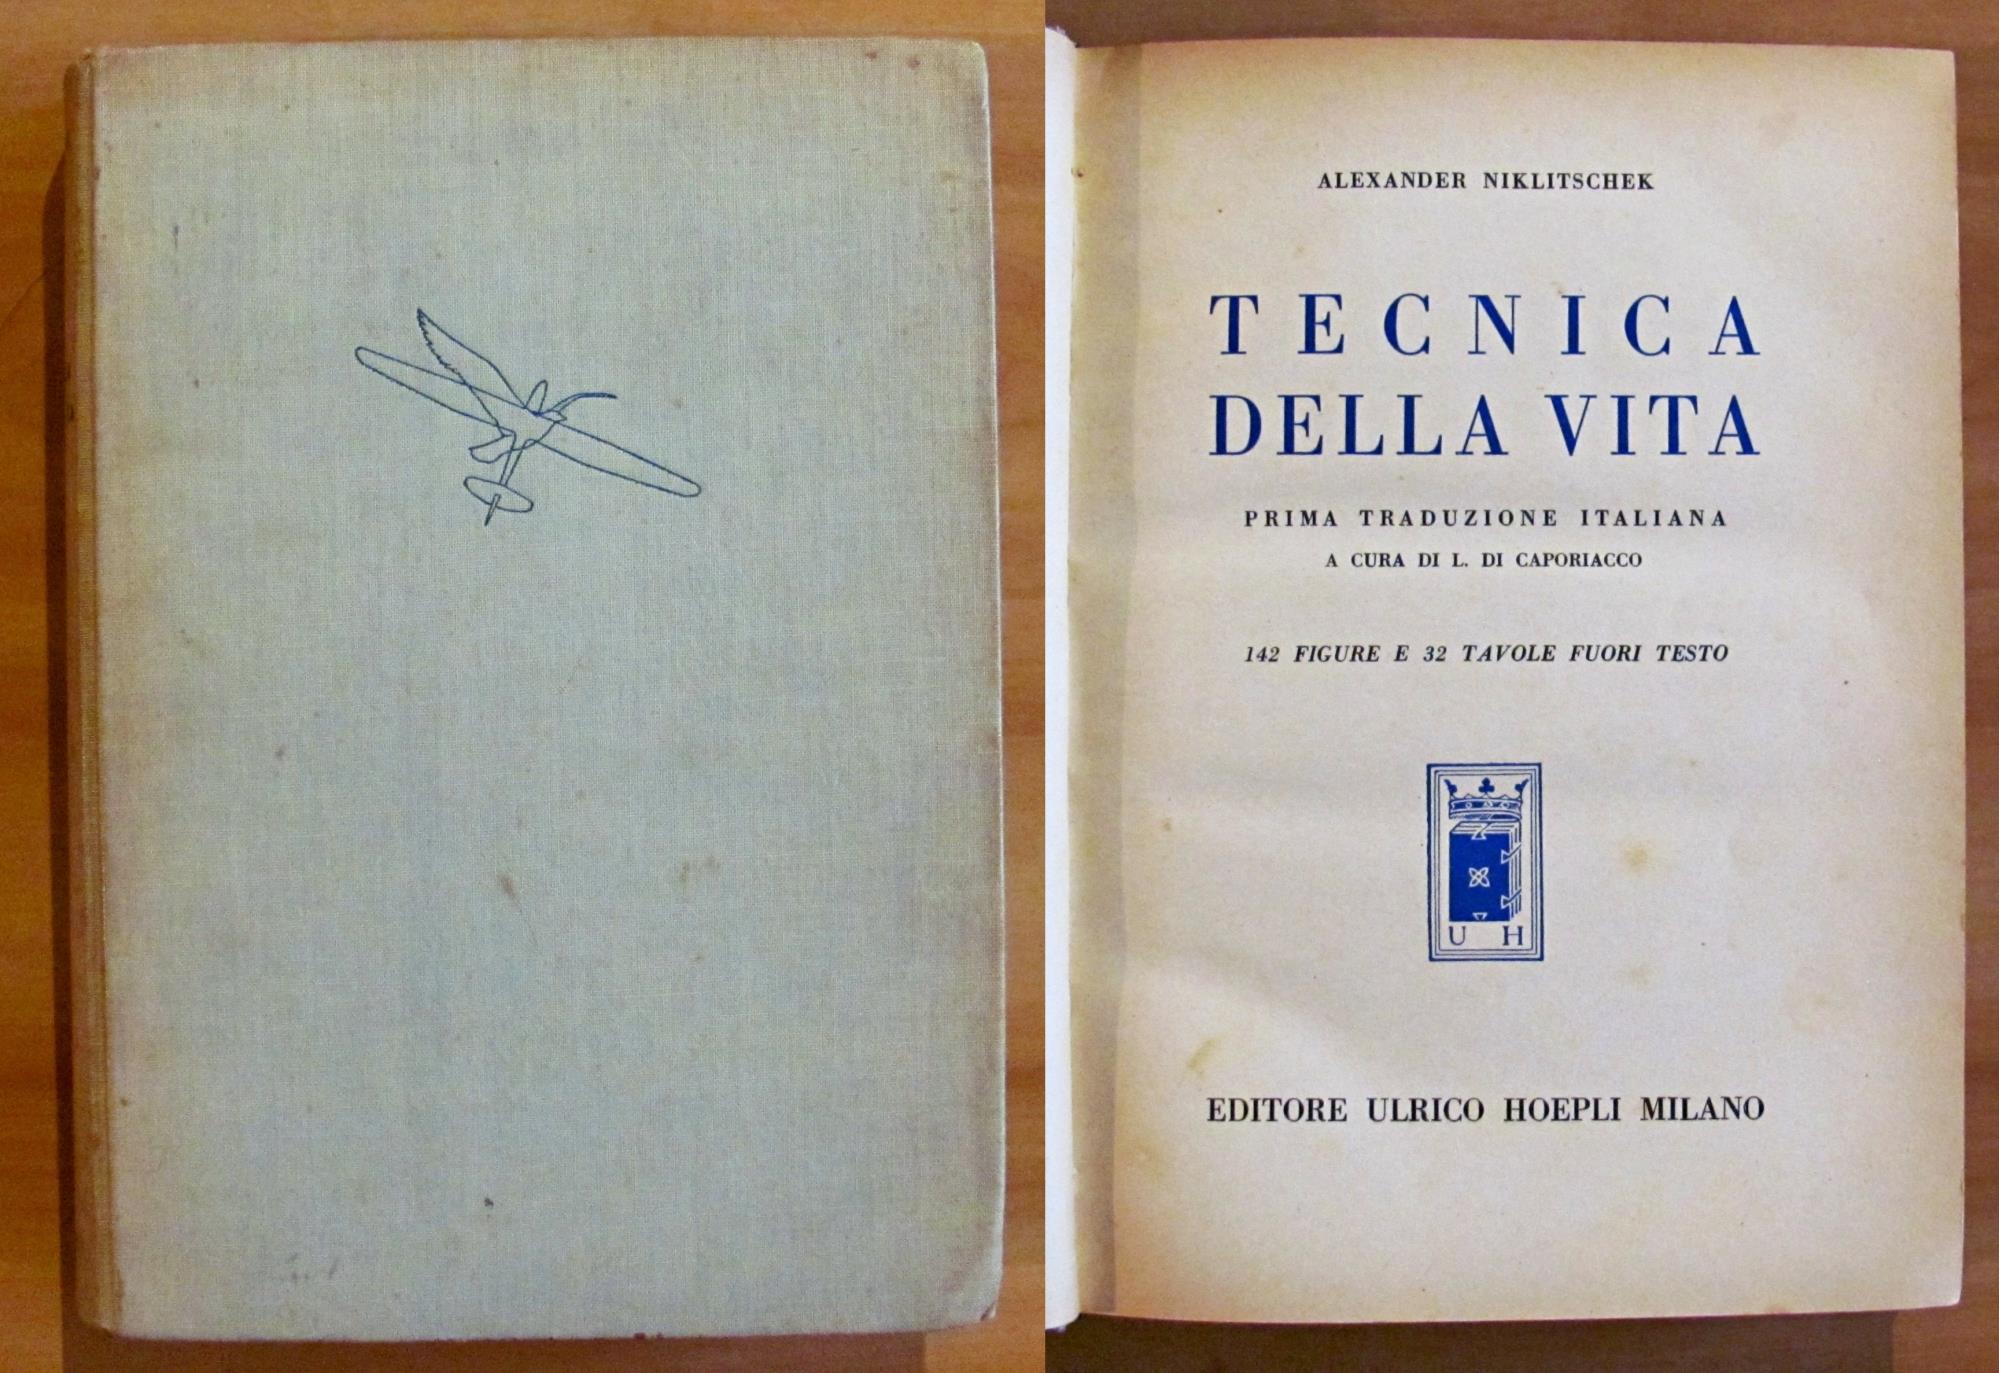 ALEXANDER NIKLITSCHEK
TECNICA
DELLA VITA
PRIMA TRADUZIONE ITALIANA
A CURA DI L. DI CAPORIACCO
142 FIGURE E 32 TAVOLE FUORI TESTO
U H
EDITORE ULRICO HOEPLI MILANO